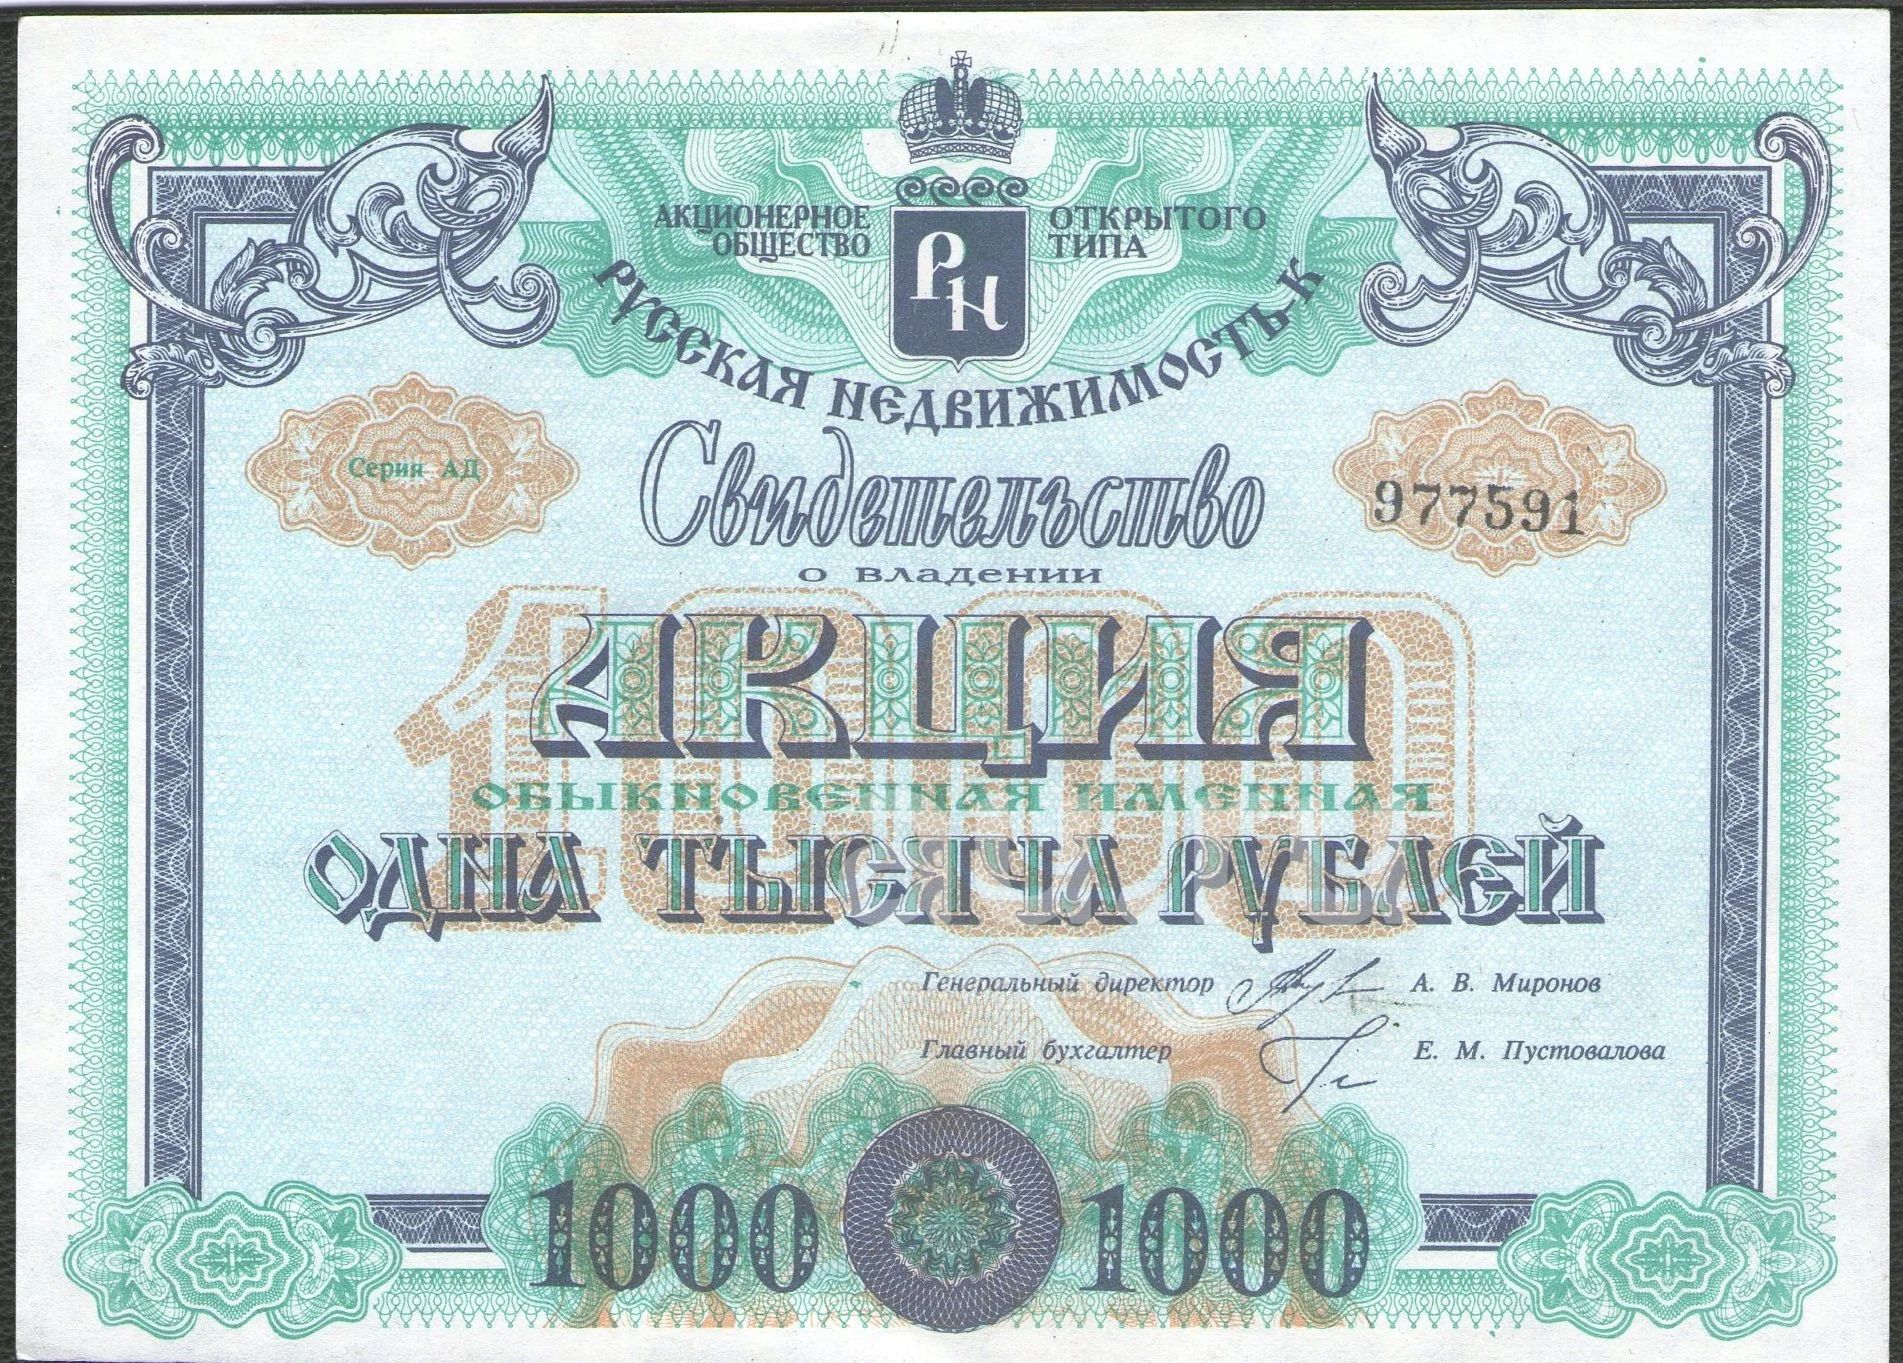 АКЦИОНЕРНОЕ ОБЩЕСТВО
ОТКРЫТОГО ТИПА
РН
РУССКАЯ НЕДВИЖИМОСТЬ-К
Серия АД
977591
Свидетельство
о владении
1000
АКЦИЯ
ОБЫКНОВЕННАЯ ИМЕННАЯ
ОДНА ТЫСЯЧА РУБЛЕЙ
Генеральный директор А. В. Миронов
Главный бухгалтер Е. М. Пустовалова
1000 1000